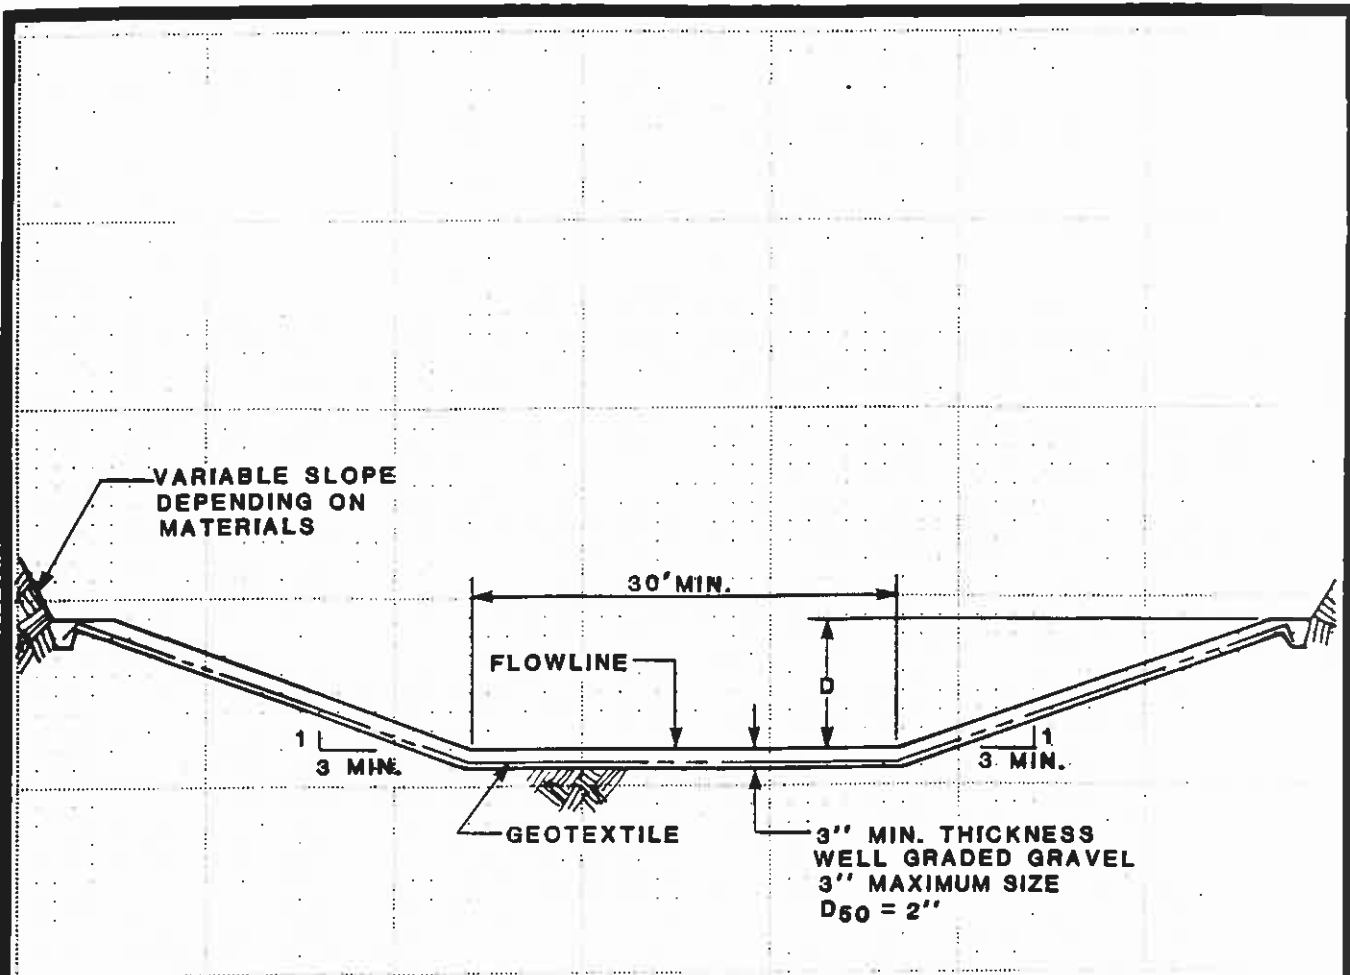 VARIABLE SLOPE
DEPENDING ON
MATERIALS
30' MIN.
FLOWLINE
D
1
3 MIN.
1
3 MIN.
GEOTEXTILE
3'' MIN. THICKNESS
WELL GRADED GRAVEL
3'' MAXIMUM SIZE
D50 = 2''